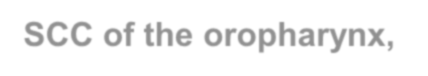 SCC of the oropharynx,